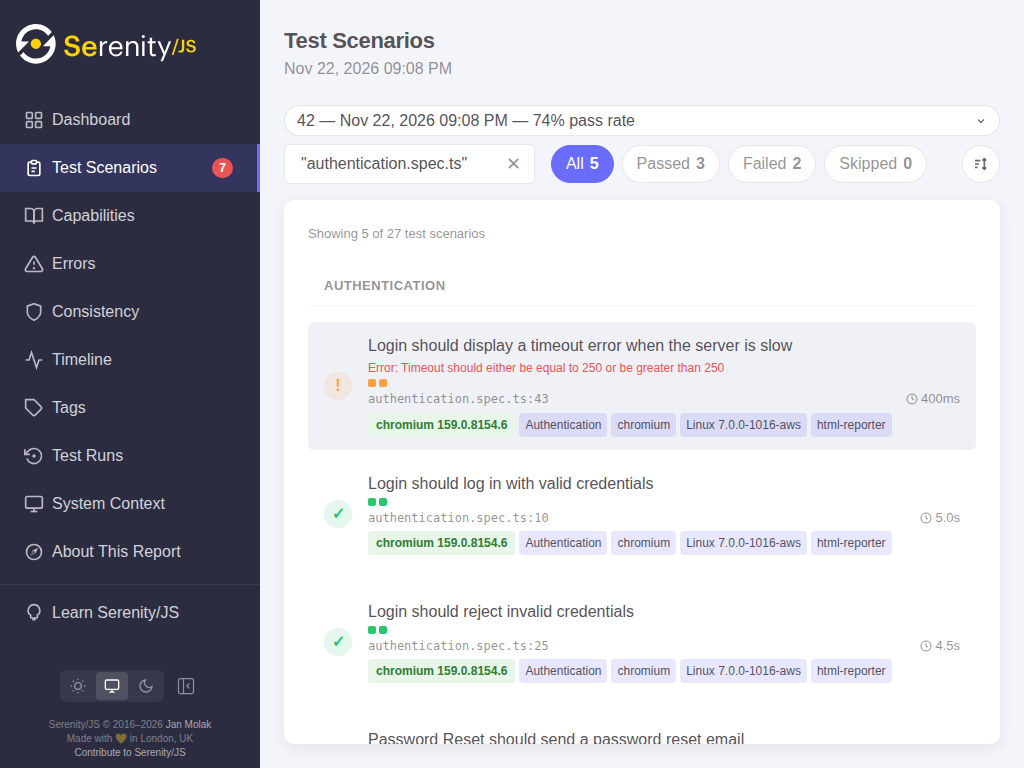 Serenity/JS
Dashboard
Test Scenarios 7
Capabilities
Errors
Consistency
Timeline
Tags
Test Runs
System Context
About This Report
Learn Serenity/JS
Serenity/JS © 2016–2026 Jan Molak
Made with 💛 in London, UK
Contribute to Serenity/JS
Test Scenarios
Nov 22, 2026 09:08 PM
42 — Nov 22, 2026 09:08 PM — 74% pass rate
"authentication.spec.ts" ✕ All 5 Passed 3 Failed 2 Skipped 0
Showing 5 of 27 test scenarios
AUTHENTICATION
Login should display a timeout error when the server is slow
Error: Timeout should either be equal to 250 or be greater than 250
!
authentication.spec.ts:43 400ms
chromium 159.0.8154.6 Authentication chromium Linux 7.0.0-1016-aws html-reporter
Login should log in with valid credentials
✓
authentication.spec.ts:10 5.0s
chromium 159.0.8154.6 Authentication chromium Linux 7.0.0-1016-aws html-reporter
Login should reject invalid credentials
✓
authentication.spec.ts:25 4.5s
chromium 159.0.8154.6 Authentication chromium Linux 7.0.0-1016-aws html-reporter
Password Reset should send a password reset email